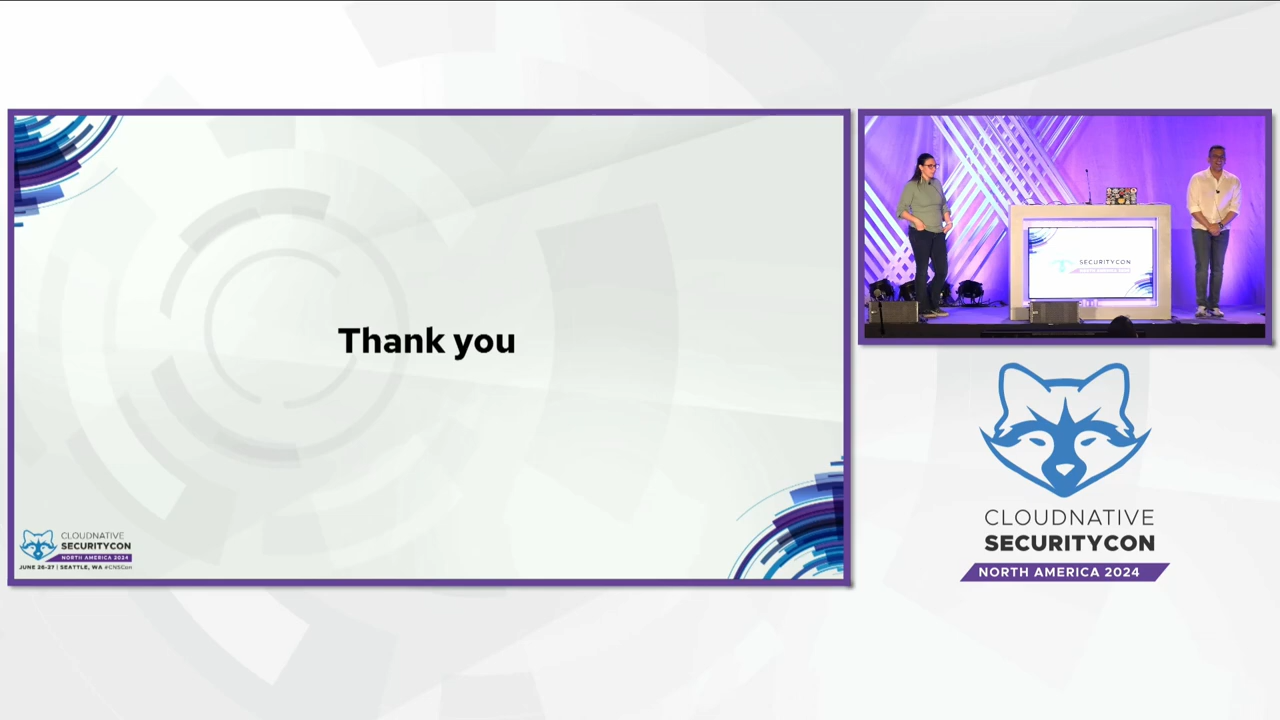 Thank you
CLOUDNATIVE
SECURITYCON
NORTH AMERICA 2024
JUNE 26-27 | SEATTLE, WA #CNSCon
SECURITYCON
CLOUDNATIVE
SECURITYCON
NORTH AMERICA 2024